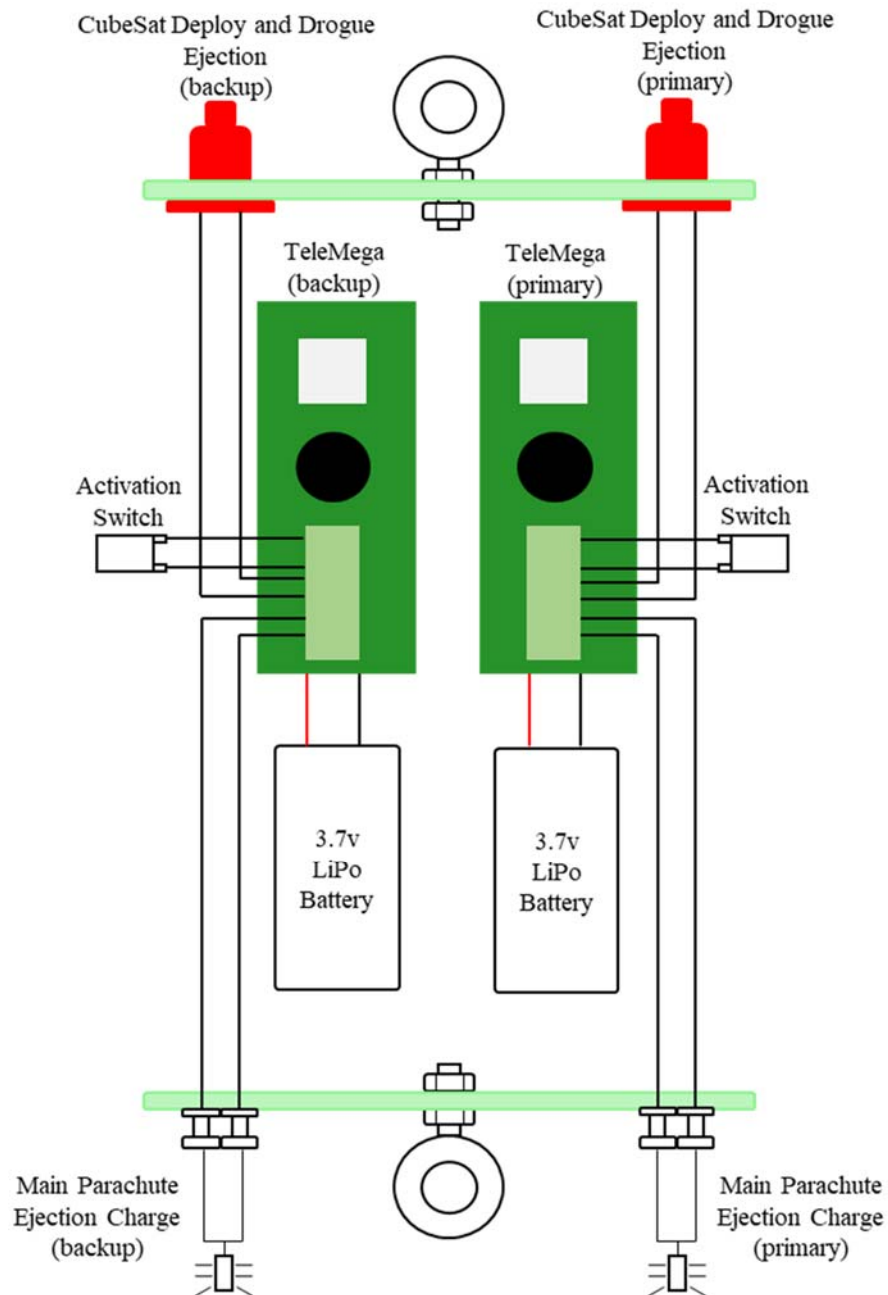 CubeSat Deploy and Drogue
Ejection
(backup)
CubeSat Deploy and Drogue
Ejection
(primary)
TeleMega
(backup)
TeleMega
(primary)
Activation
Switch
Activation
Switch
3.7v
LiPo
Battery
3.7v
LiPo
Battery
Main Parachute
Ejection Charge
(backup)
Main Parachute
Ejection Charge
(primary)